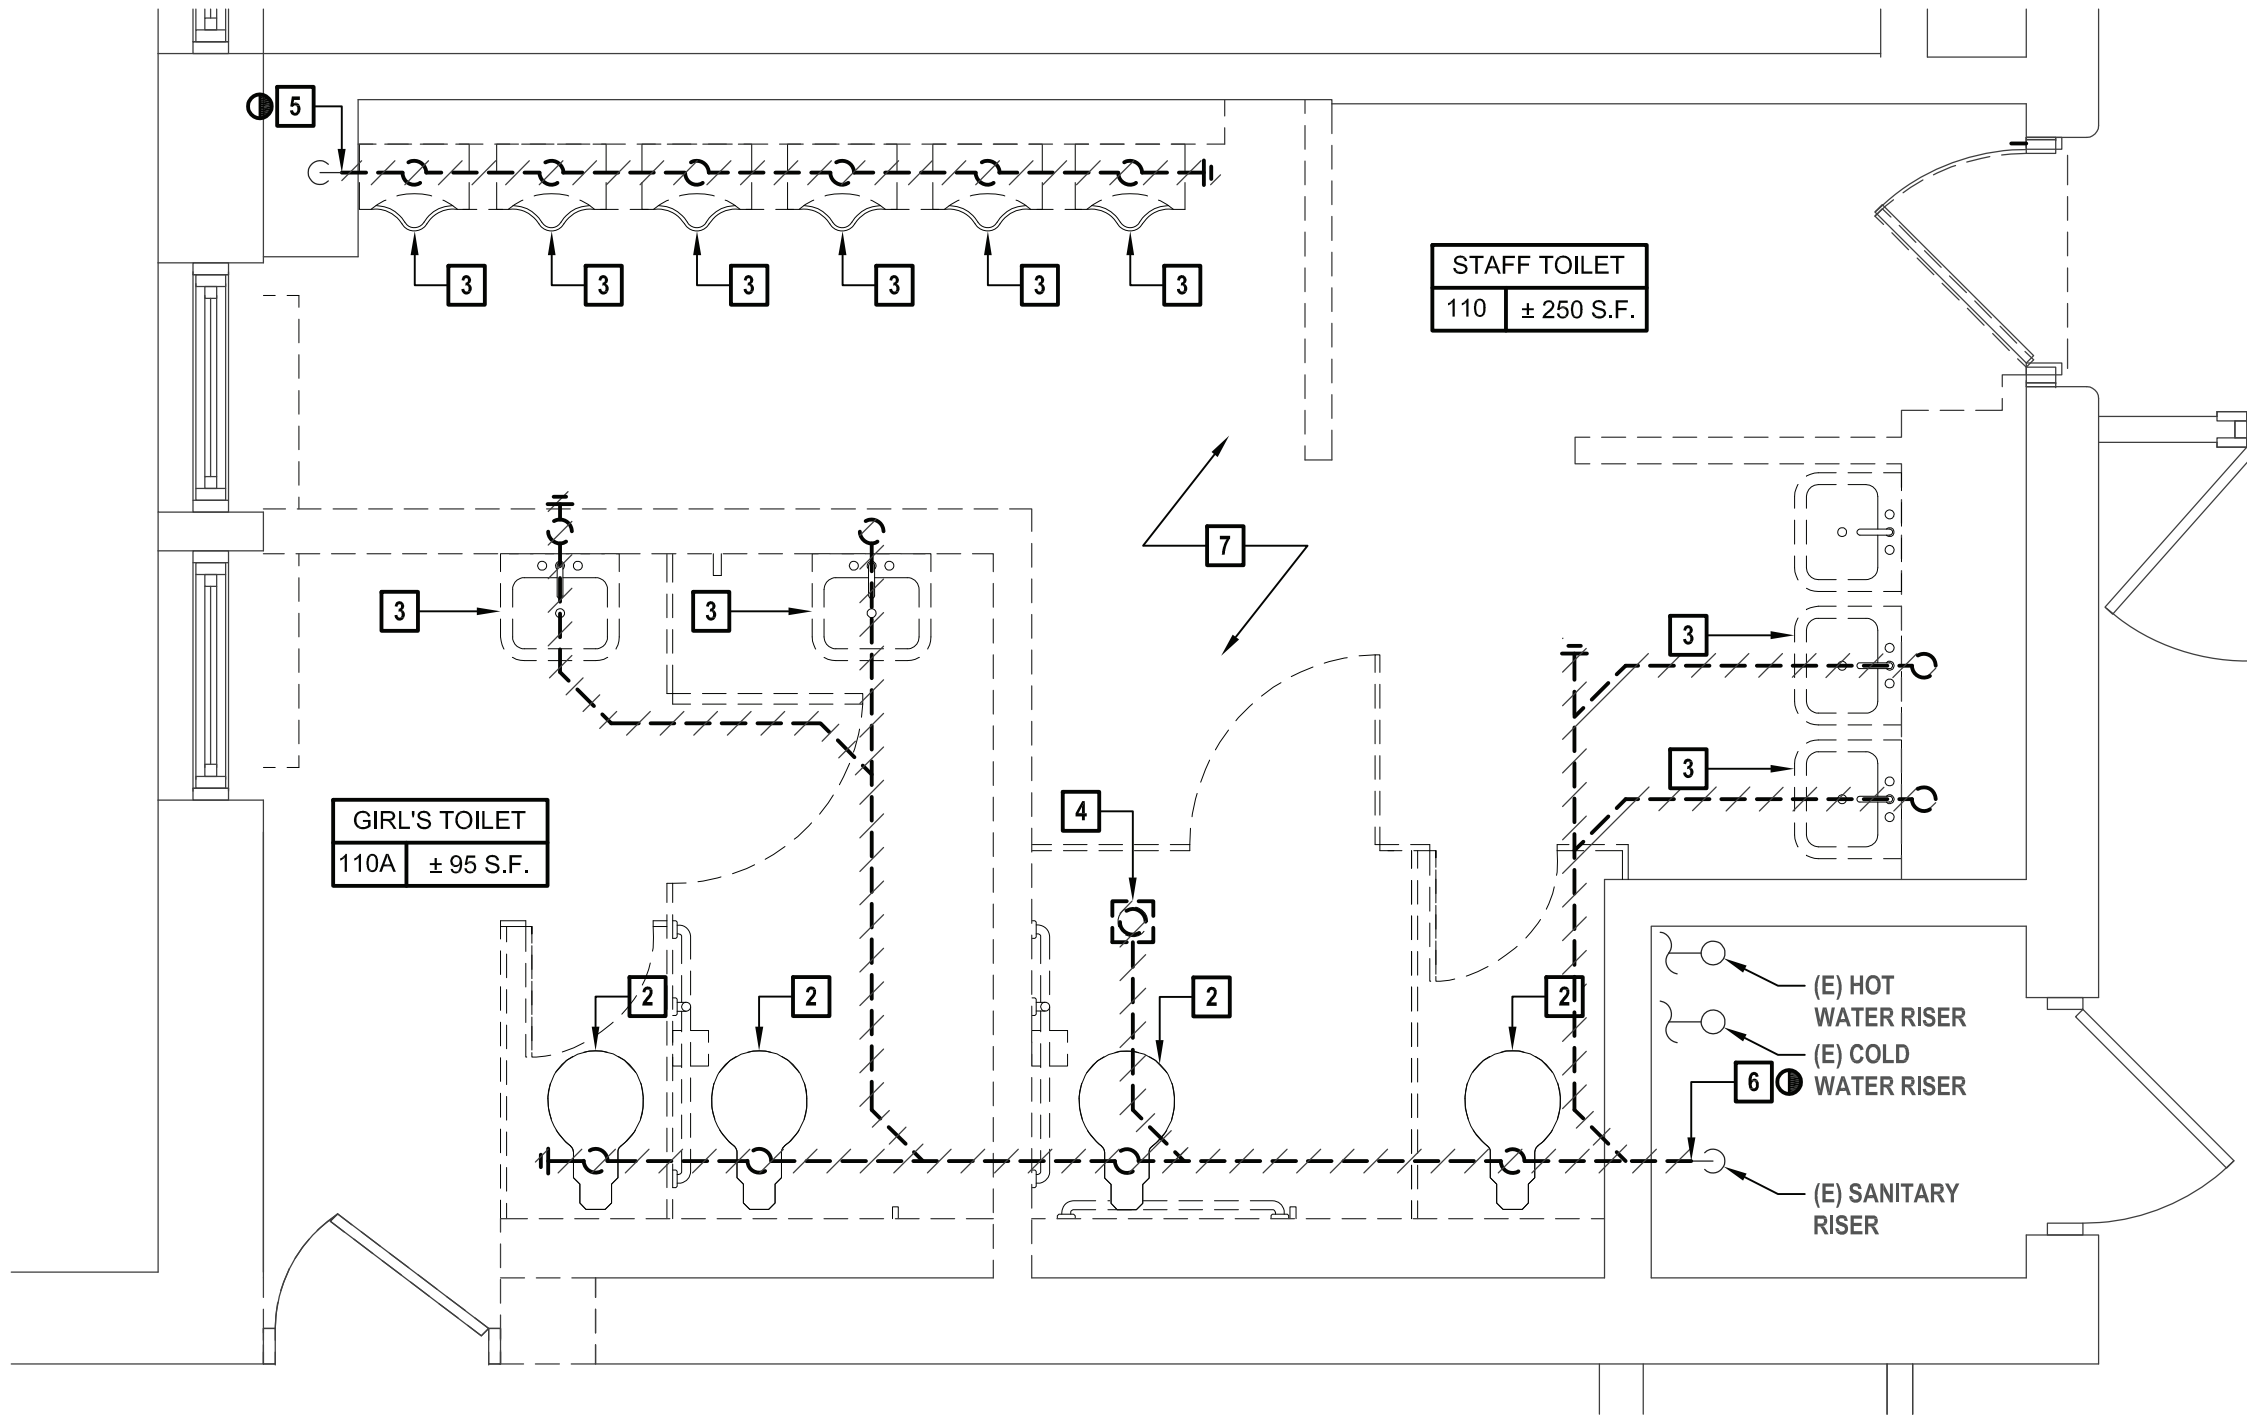 5
3
3
3
3
3
3
STAFF TOILET
110
± 250 S.F.
7
3
3
3
3
GIRL'S TOILET
110A
± 95 S.F.
4
2
2
2
2
(E) HOT
WATER RISER
(E) COLD
WATER RISER
6
(E) SANITARY
RISER